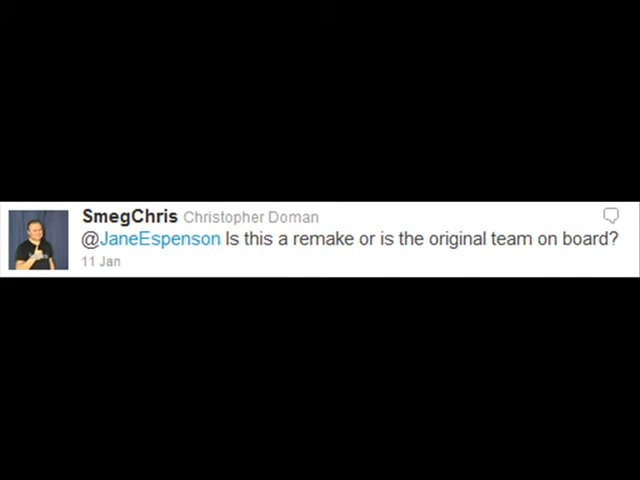 SmegChris Christopher Doman
@JaneEspenson Is this a remake or is the original team on board?
11 Jan